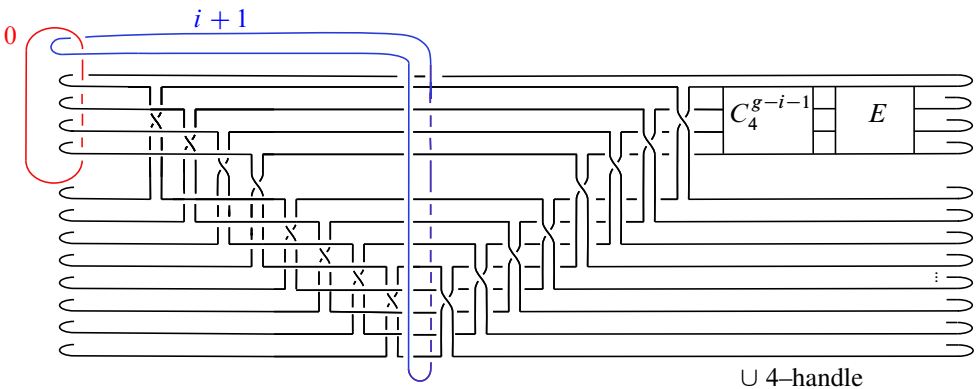 i + 1
0
C_4^{g-i-1} E
⋮
∪ 4–handle